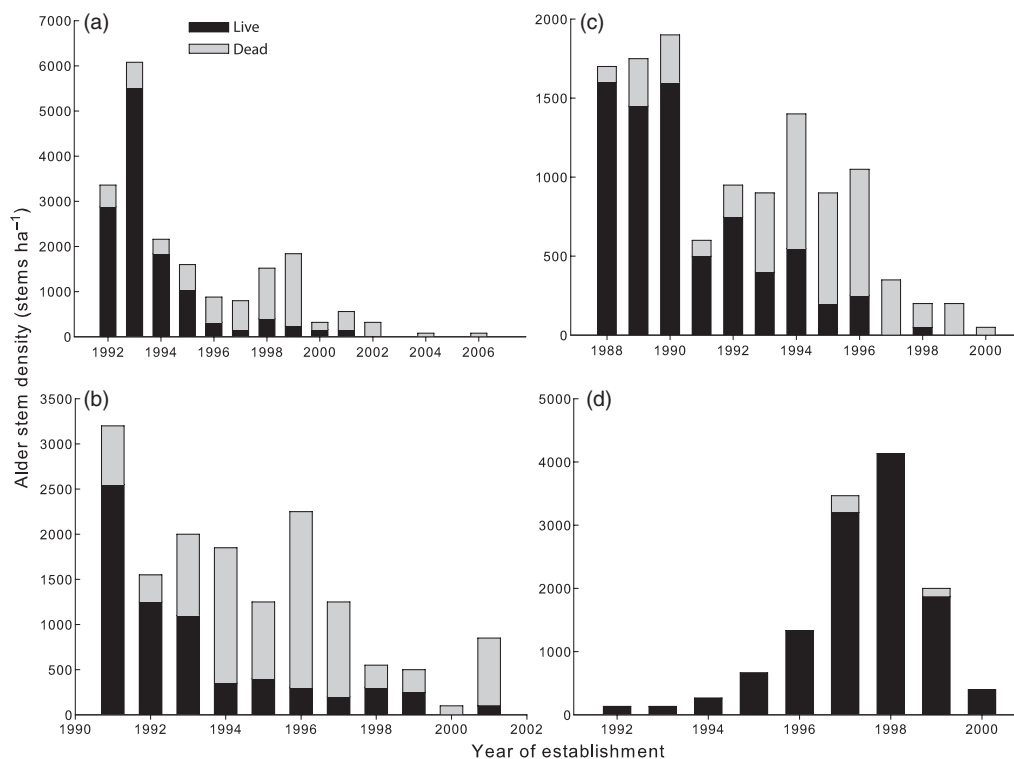 (a)
Live
Dead
7000
6000
5000
4000
3000
2000
1000
0
1992 1994 1996 1998 2000 2002 2004 2006
(c)
2000
1500
1000
500
0
1988 1990 1992 1994 1996 1998 2000
(b)
3500
3000
2500
2000
1500
1000
500
0
1990 1992 1994 1996 1998 2000 2002
(d)
5000
4000
3000
2000
1000
0
1992 1994 1996 1998 2000
Alder stem density (stems ha⁻¹)
Year of establishment